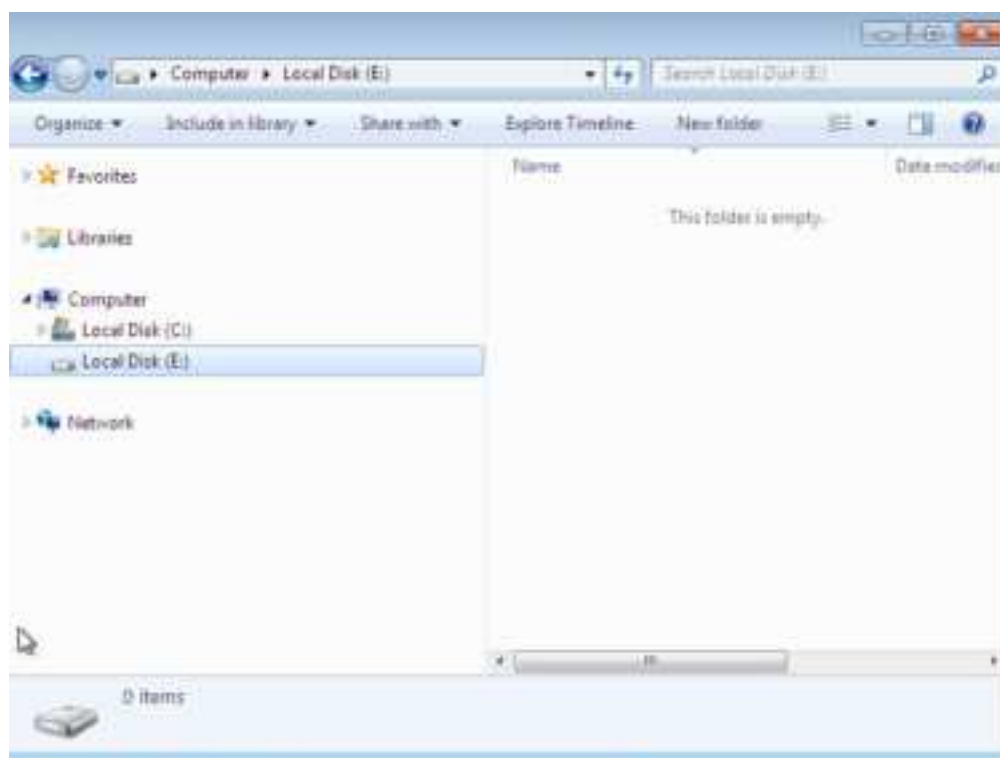 Computer ▸ Local Disk (E:) Search Local Disk (E:)
Organize Include in library Share with Explore Timeline New folder
Name Date modified
This folder is empty.
Favorites
Libraries
Computer
Local Disk (C:)
Local Disk (E:)
Network
0 items